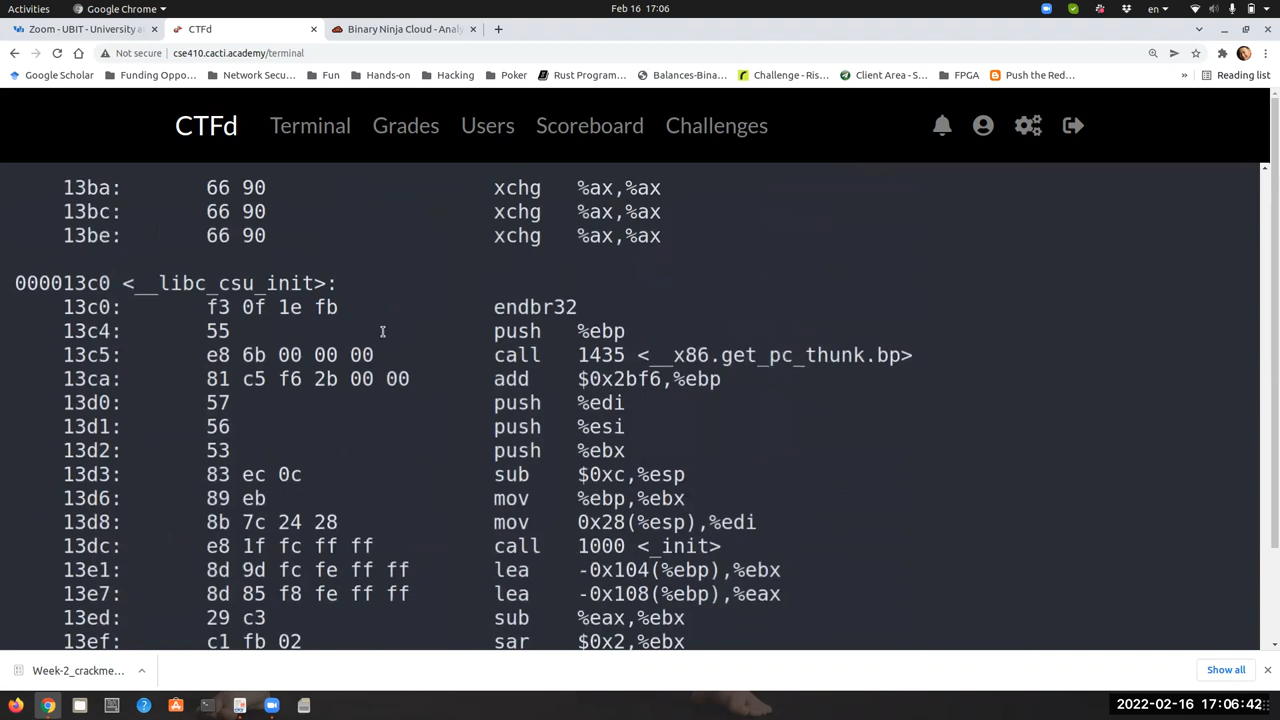 Activities
Google Chrome
Feb 16 17:06
en
Zoom - UBIT - University a
CTFd
Binary Ninja Cloud - Analy
Not secure
cse410.cacti.academy/terminal
Google Scholar
Funding Oppo...
Network Secu...
Fun
Hands-on
Hacking
Poker
Rust Program...
Balances-Bina...
Challenge - Ris...
Client Area - S...
FPGA
Push the Red...
»
Reading list
CTFd
Terminal
Grades
Users
Scoreboard
Challenges
13ba: 66 90 xchg %ax,%ax
13bc: 66 90 xchg %ax,%ax
13be: 66 90 xchg %ax,%ax
000013c0 <__libc_csu_init>:
13c0: f3 0f 1e fb endbr32
13c4: 55 push %ebp
13c5: e8 6b 00 00 00 call 1435 <__x86.get_pc_thunk.bp>
13ca: 81 c5 f6 2b 00 00 add $0x2bf6,%ebp
13d0: 57 push %edi
13d1: 56 push %esi
13d2: 53 push %ebx
13d3: 83 ec 0c sub $0xc,%esp
13d6: 89 eb mov %ebp,%ebx
13d8: 8b 7c 24 28 mov 0x28(%esp),%edi
13dc: e8 1f fc ff ff call 1000 <_init>
13e1: 8d 9d fc fe ff ff lea -0x104(%ebp),%ebx
13e7: 8d 85 f8 fe ff ff lea -0x108(%ebp),%eax
13ed: 29 c3 sub %eax,%ebx
13ef: c1 fb 02 sar $0x2,%ebx
Week-2_crackme...
Show all
2022-02-16 17:06:42